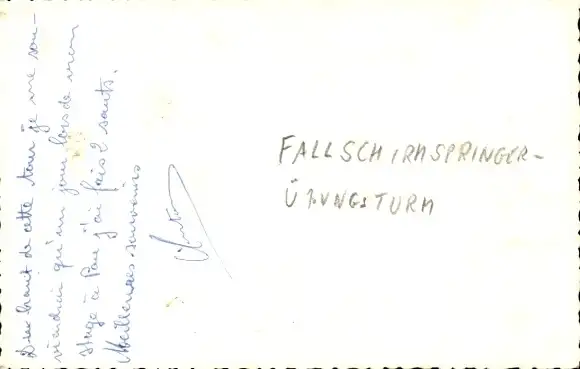 Du haut de cette tour je me sou-
viendrai qu'un jour lors de mon
stage à Pau j'ai fais 2 sauts.
Meilleures souvenirs
FALLSCHIRMSPRINGER-
ÜBUNGSTURM